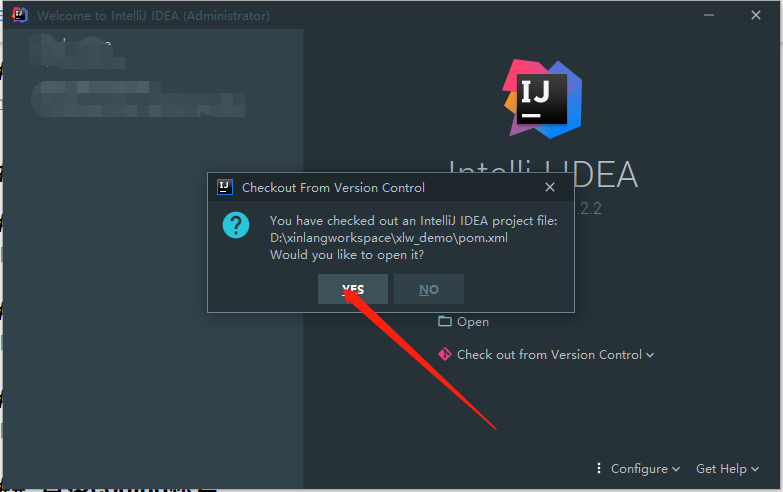 Welcome to IntelliJ IDEA (Administrator)
IJ
IntelliJ IDEA
.2.2
IJ Checkout From Version Control
You have checked out an IntelliJ IDEA project file:
D:\xinlangworkspace\xlw_demo\pom.xml
Would you like to open it?
YES NO
Open
Check out from Version Control
Configure Get Help